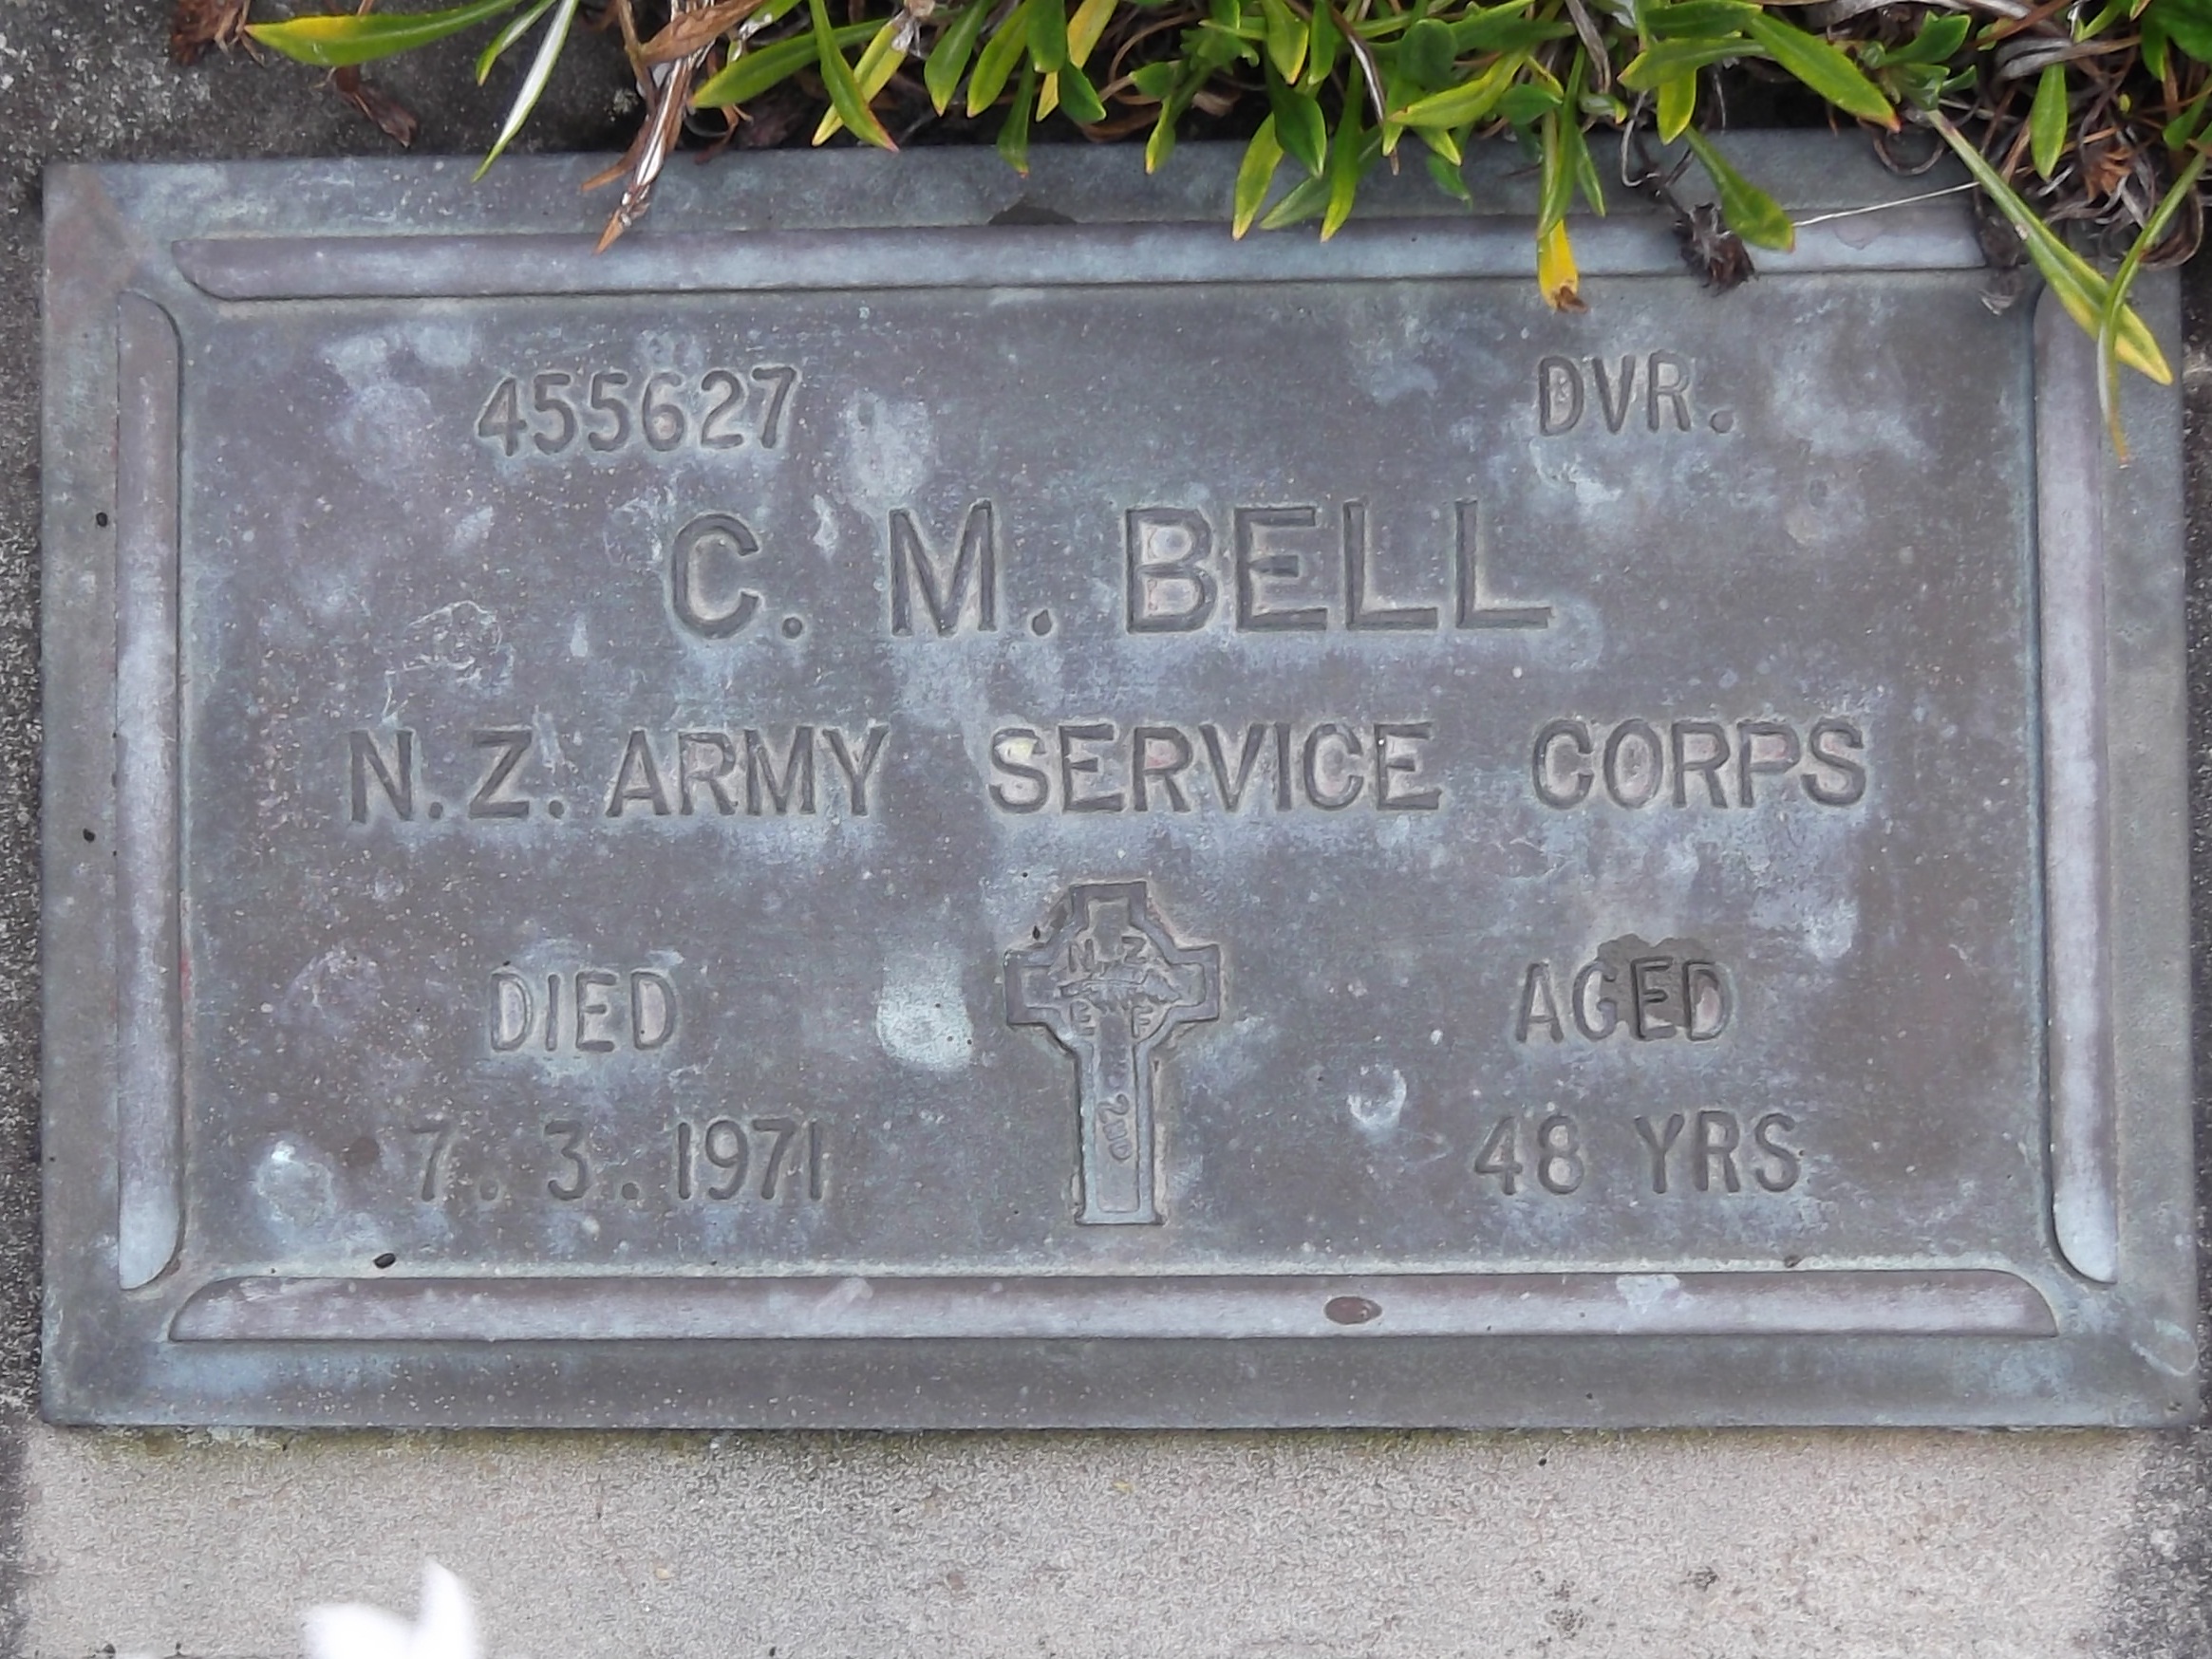 455627 DVR.
C. M. BELL
N.Z. ARMY SERVICE CORPS
N Z
E F
DIED AGED
7. 3. 1971 48 YRS